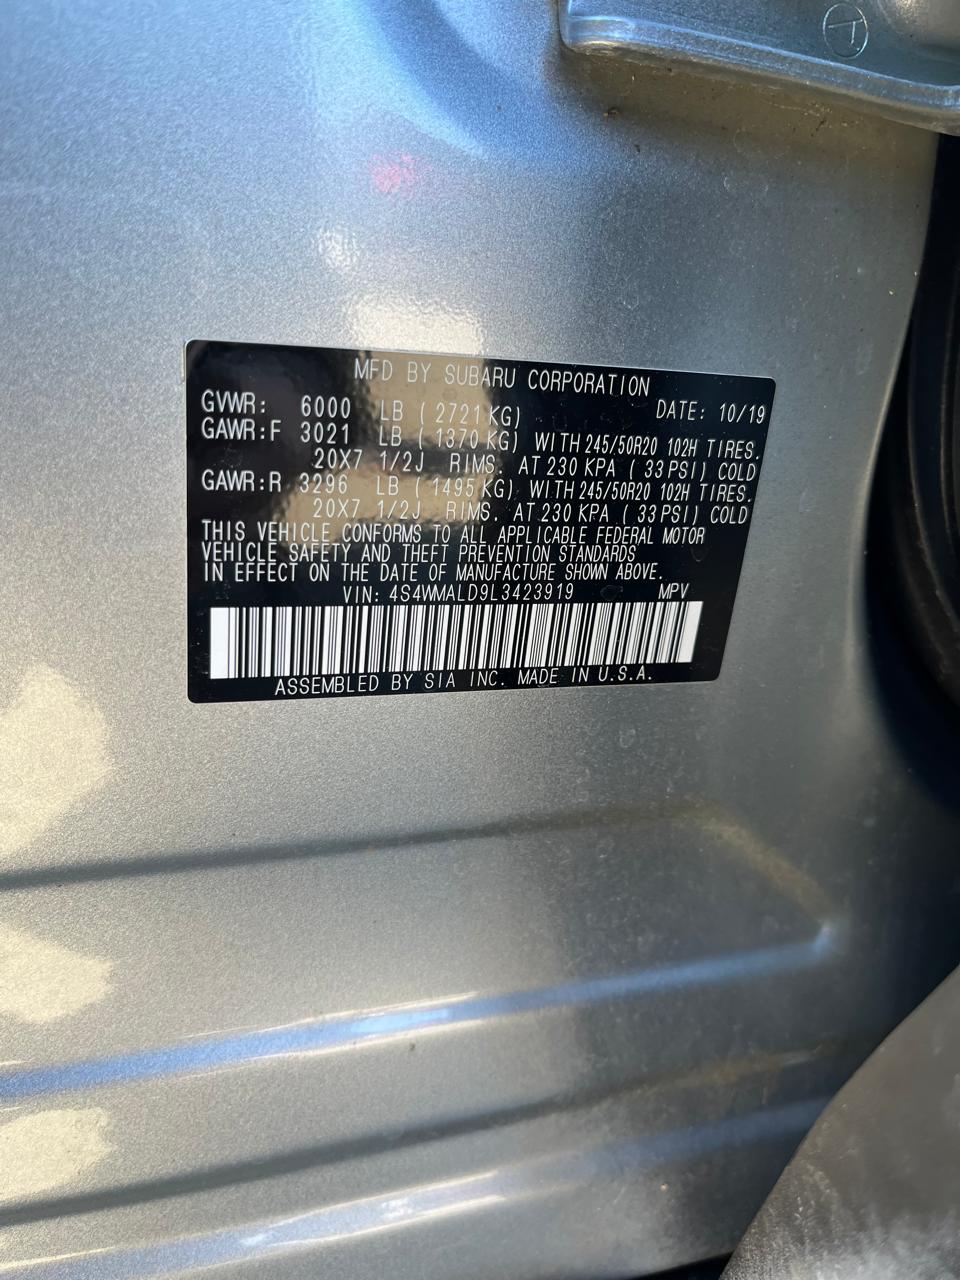 MFD BY SUBARU CORPORATION
GVWR: 6000 LB ( 2721 KG) DATE: 10/19
GAWR:F 3021 LB ( 1370 KG) WITH 245/50R20 102H TIRES.
20X7 1/2J RIMS. AT 230 KPA ( 33 PSI) COLD
GAWR:R 3296 LB ( 1495 KG) WITH 245/50R20 102H TIRES.
20X7 1/2J RIMS. AT 230 KPA ( 33 PSI) COLD
THIS VEHICLE CONFORMS TO ALL APPLICABLE FEDERAL MOTOR
VEHICLE SAFETY AND THEFT PREVENTION STANDARDS
IN EFFECT ON THE DATE OF MANUFACTURE SHOWN ABOVE.
VIN: 4S4WMALD9L3423919 MPV
ASSEMBLED BY SIA INC. MADE IN U.S.A.